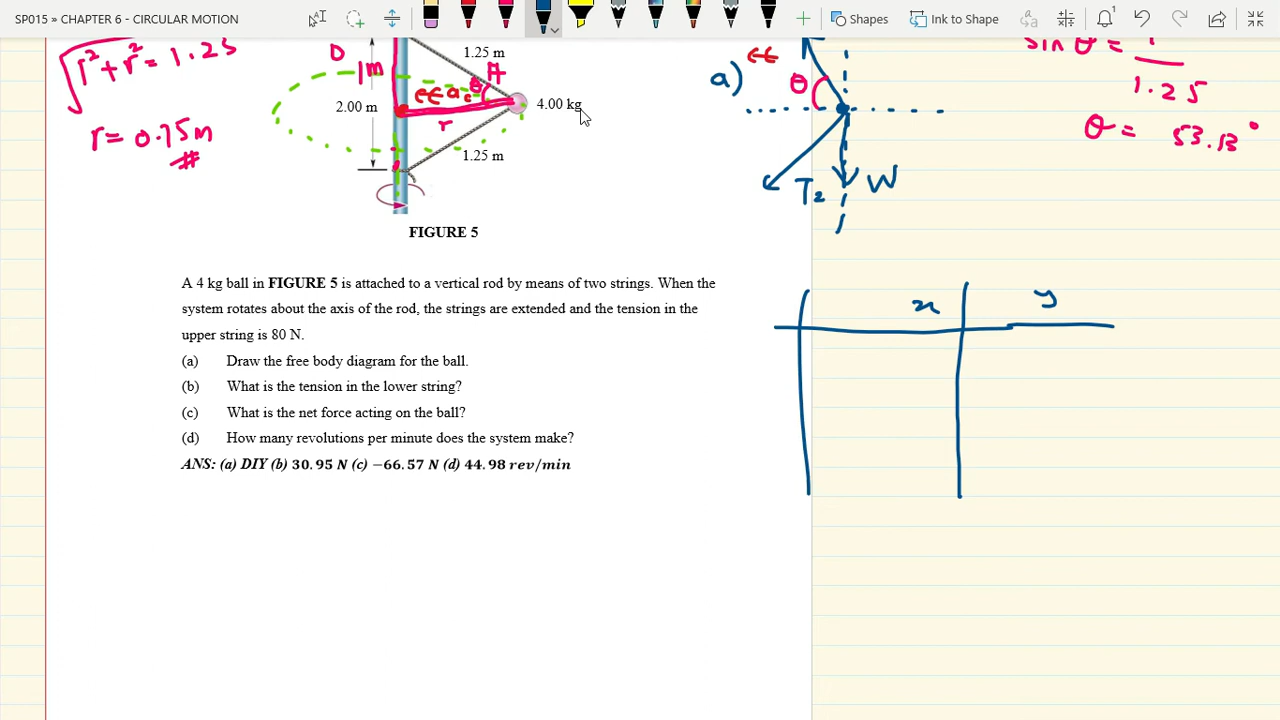 SP015 » CHAPTER 6 - CIRCULAR MOTION
Shapes
Ink to Shape
√1² + r² = 1.25
r = 0.75m
O
1m
2.00 m
1.25 m
H
θ
ac
r
4.00 kg
1.25 m
FIGURE 5
a)
θ
T2
W
sin θ =
1.25
θ = 53.13°
A 4 kg ball in FIGURE 5 is attached to a vertical rod by means of two strings. When the
system rotates about the axis of the rod, the strings are extended and the tension in the
upper string is 80 N.
(a) Draw the free body diagram for the ball.
(b) What is the tension in the lower string?
(c) What is the net force acting on the ball?
(d) How many revolutions per minute does the system make?
ANS: (a) DIY (b) 30.95 N (c) −66.57 N (d) 44.98 rev/min
x y